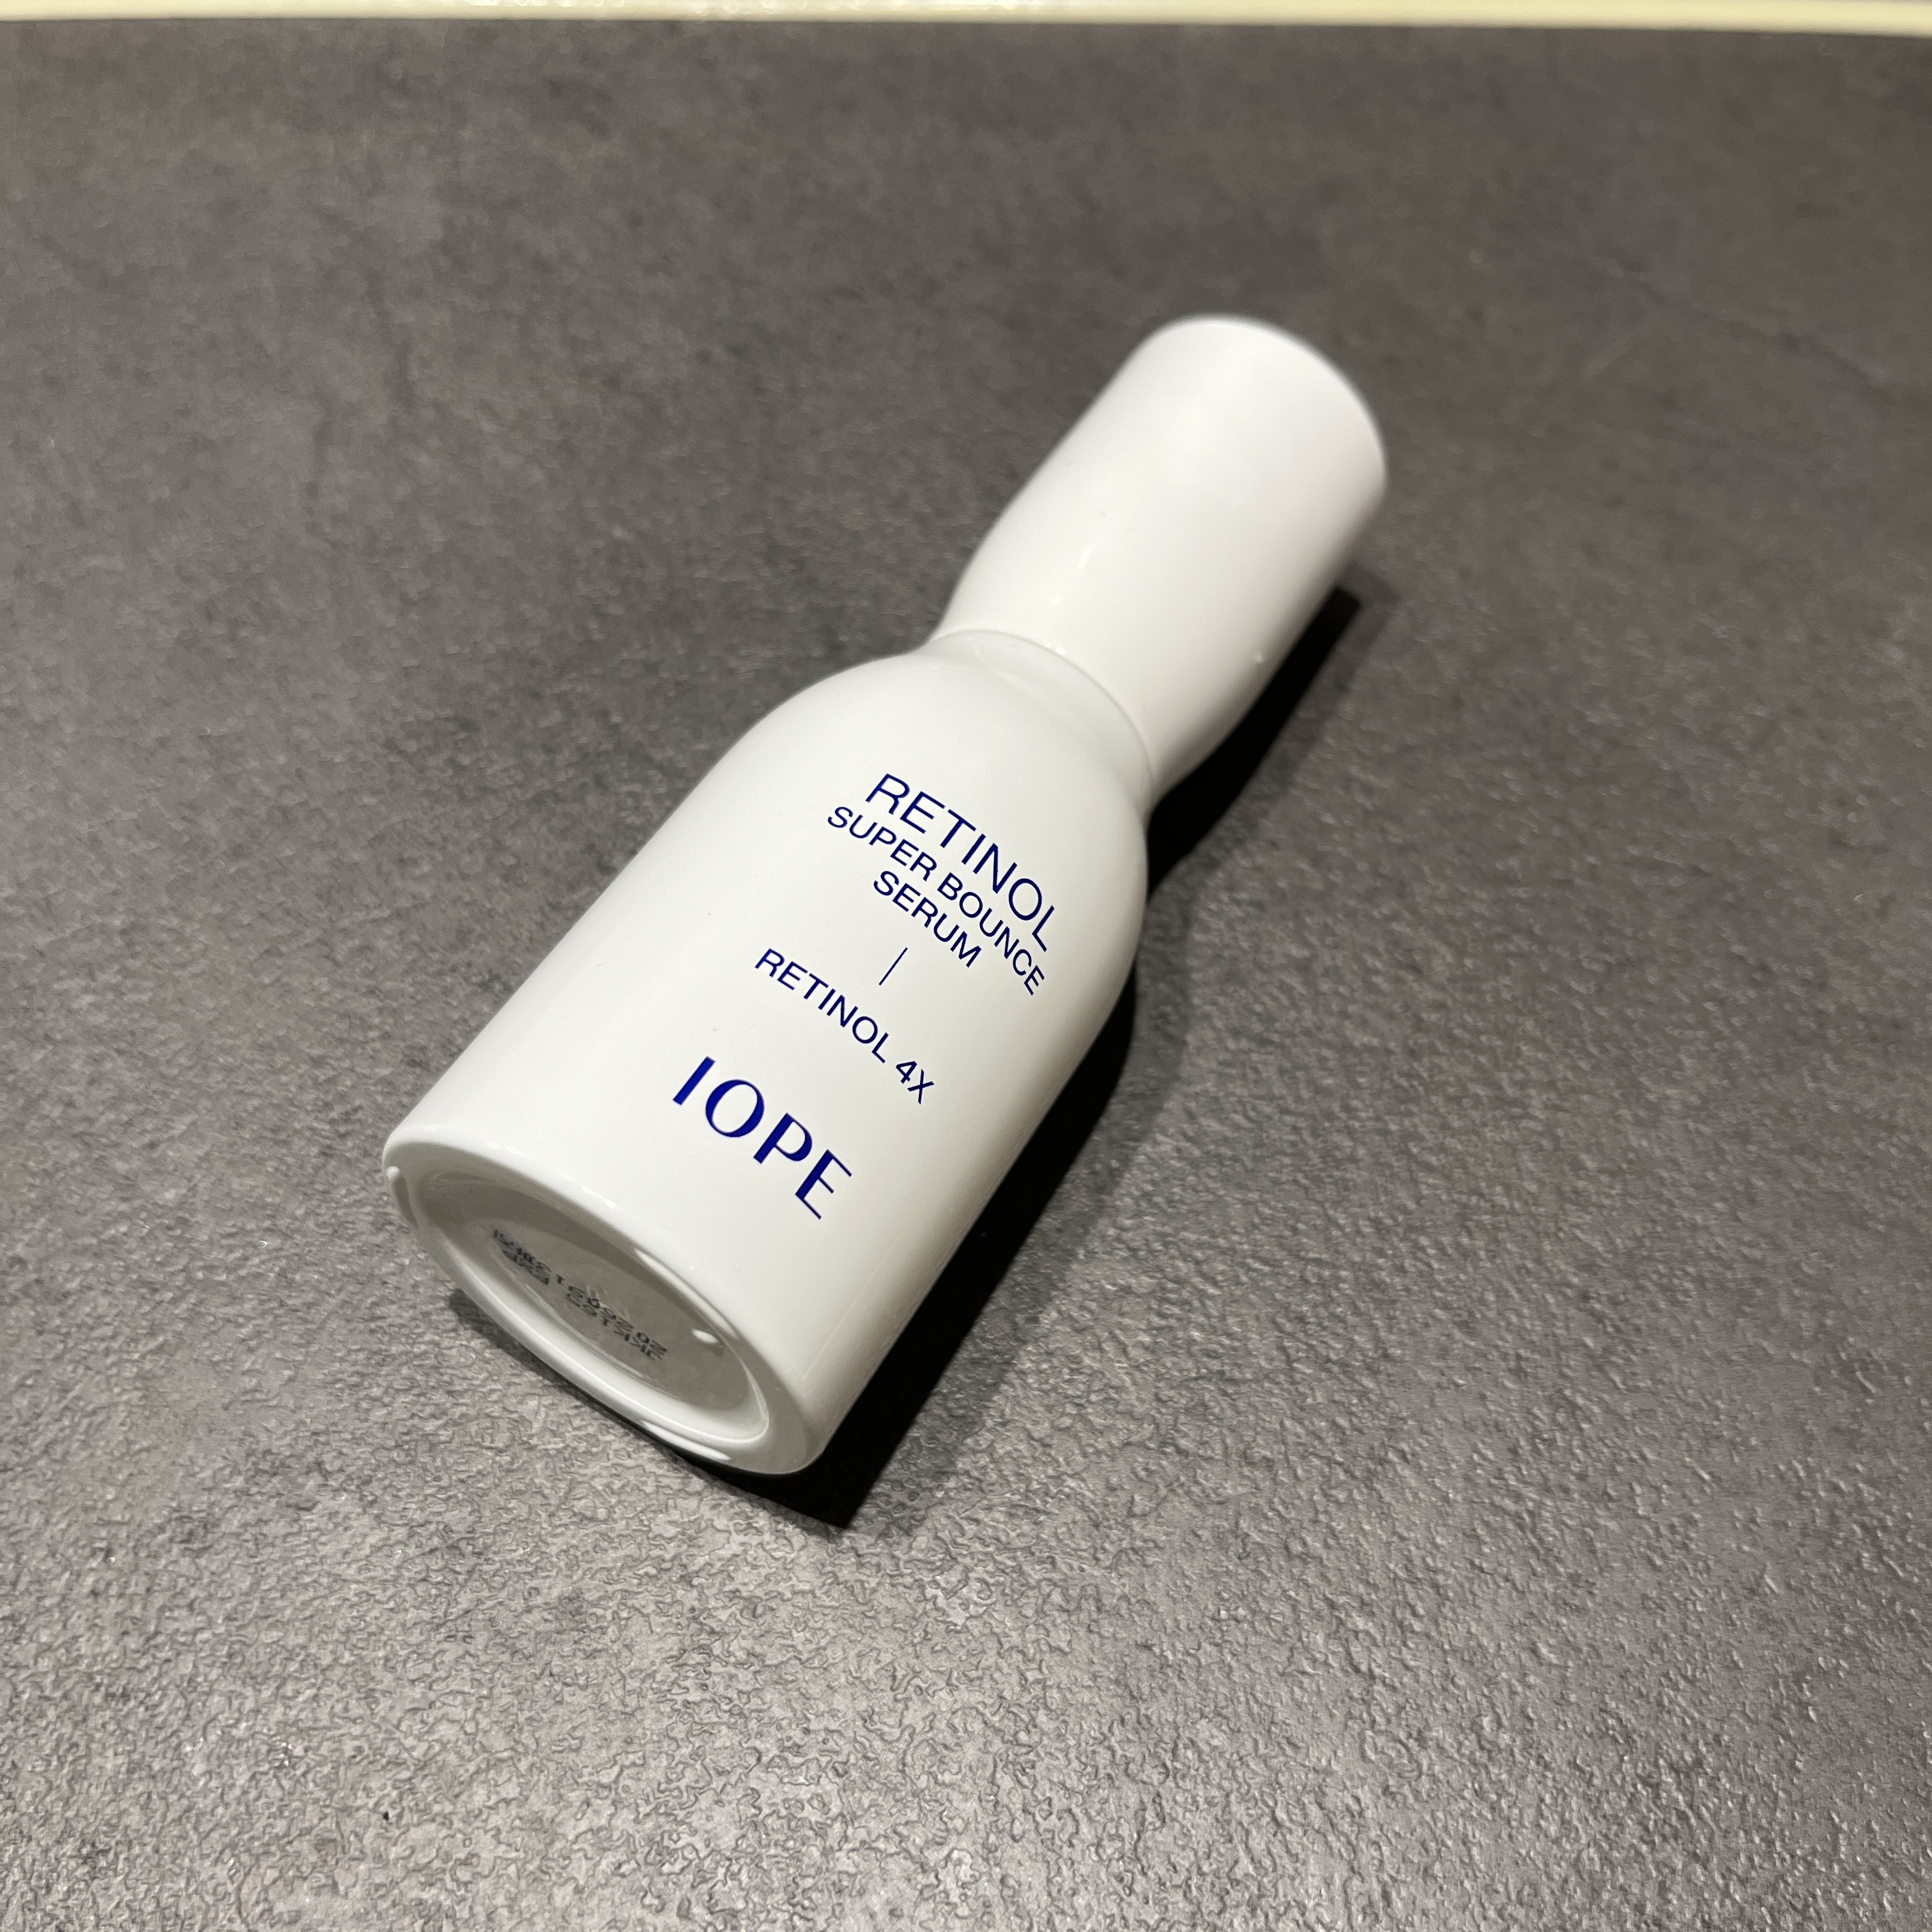 RETINOL
SUPER BOUNCE
SERUM
RETINOL 4X
IOPE